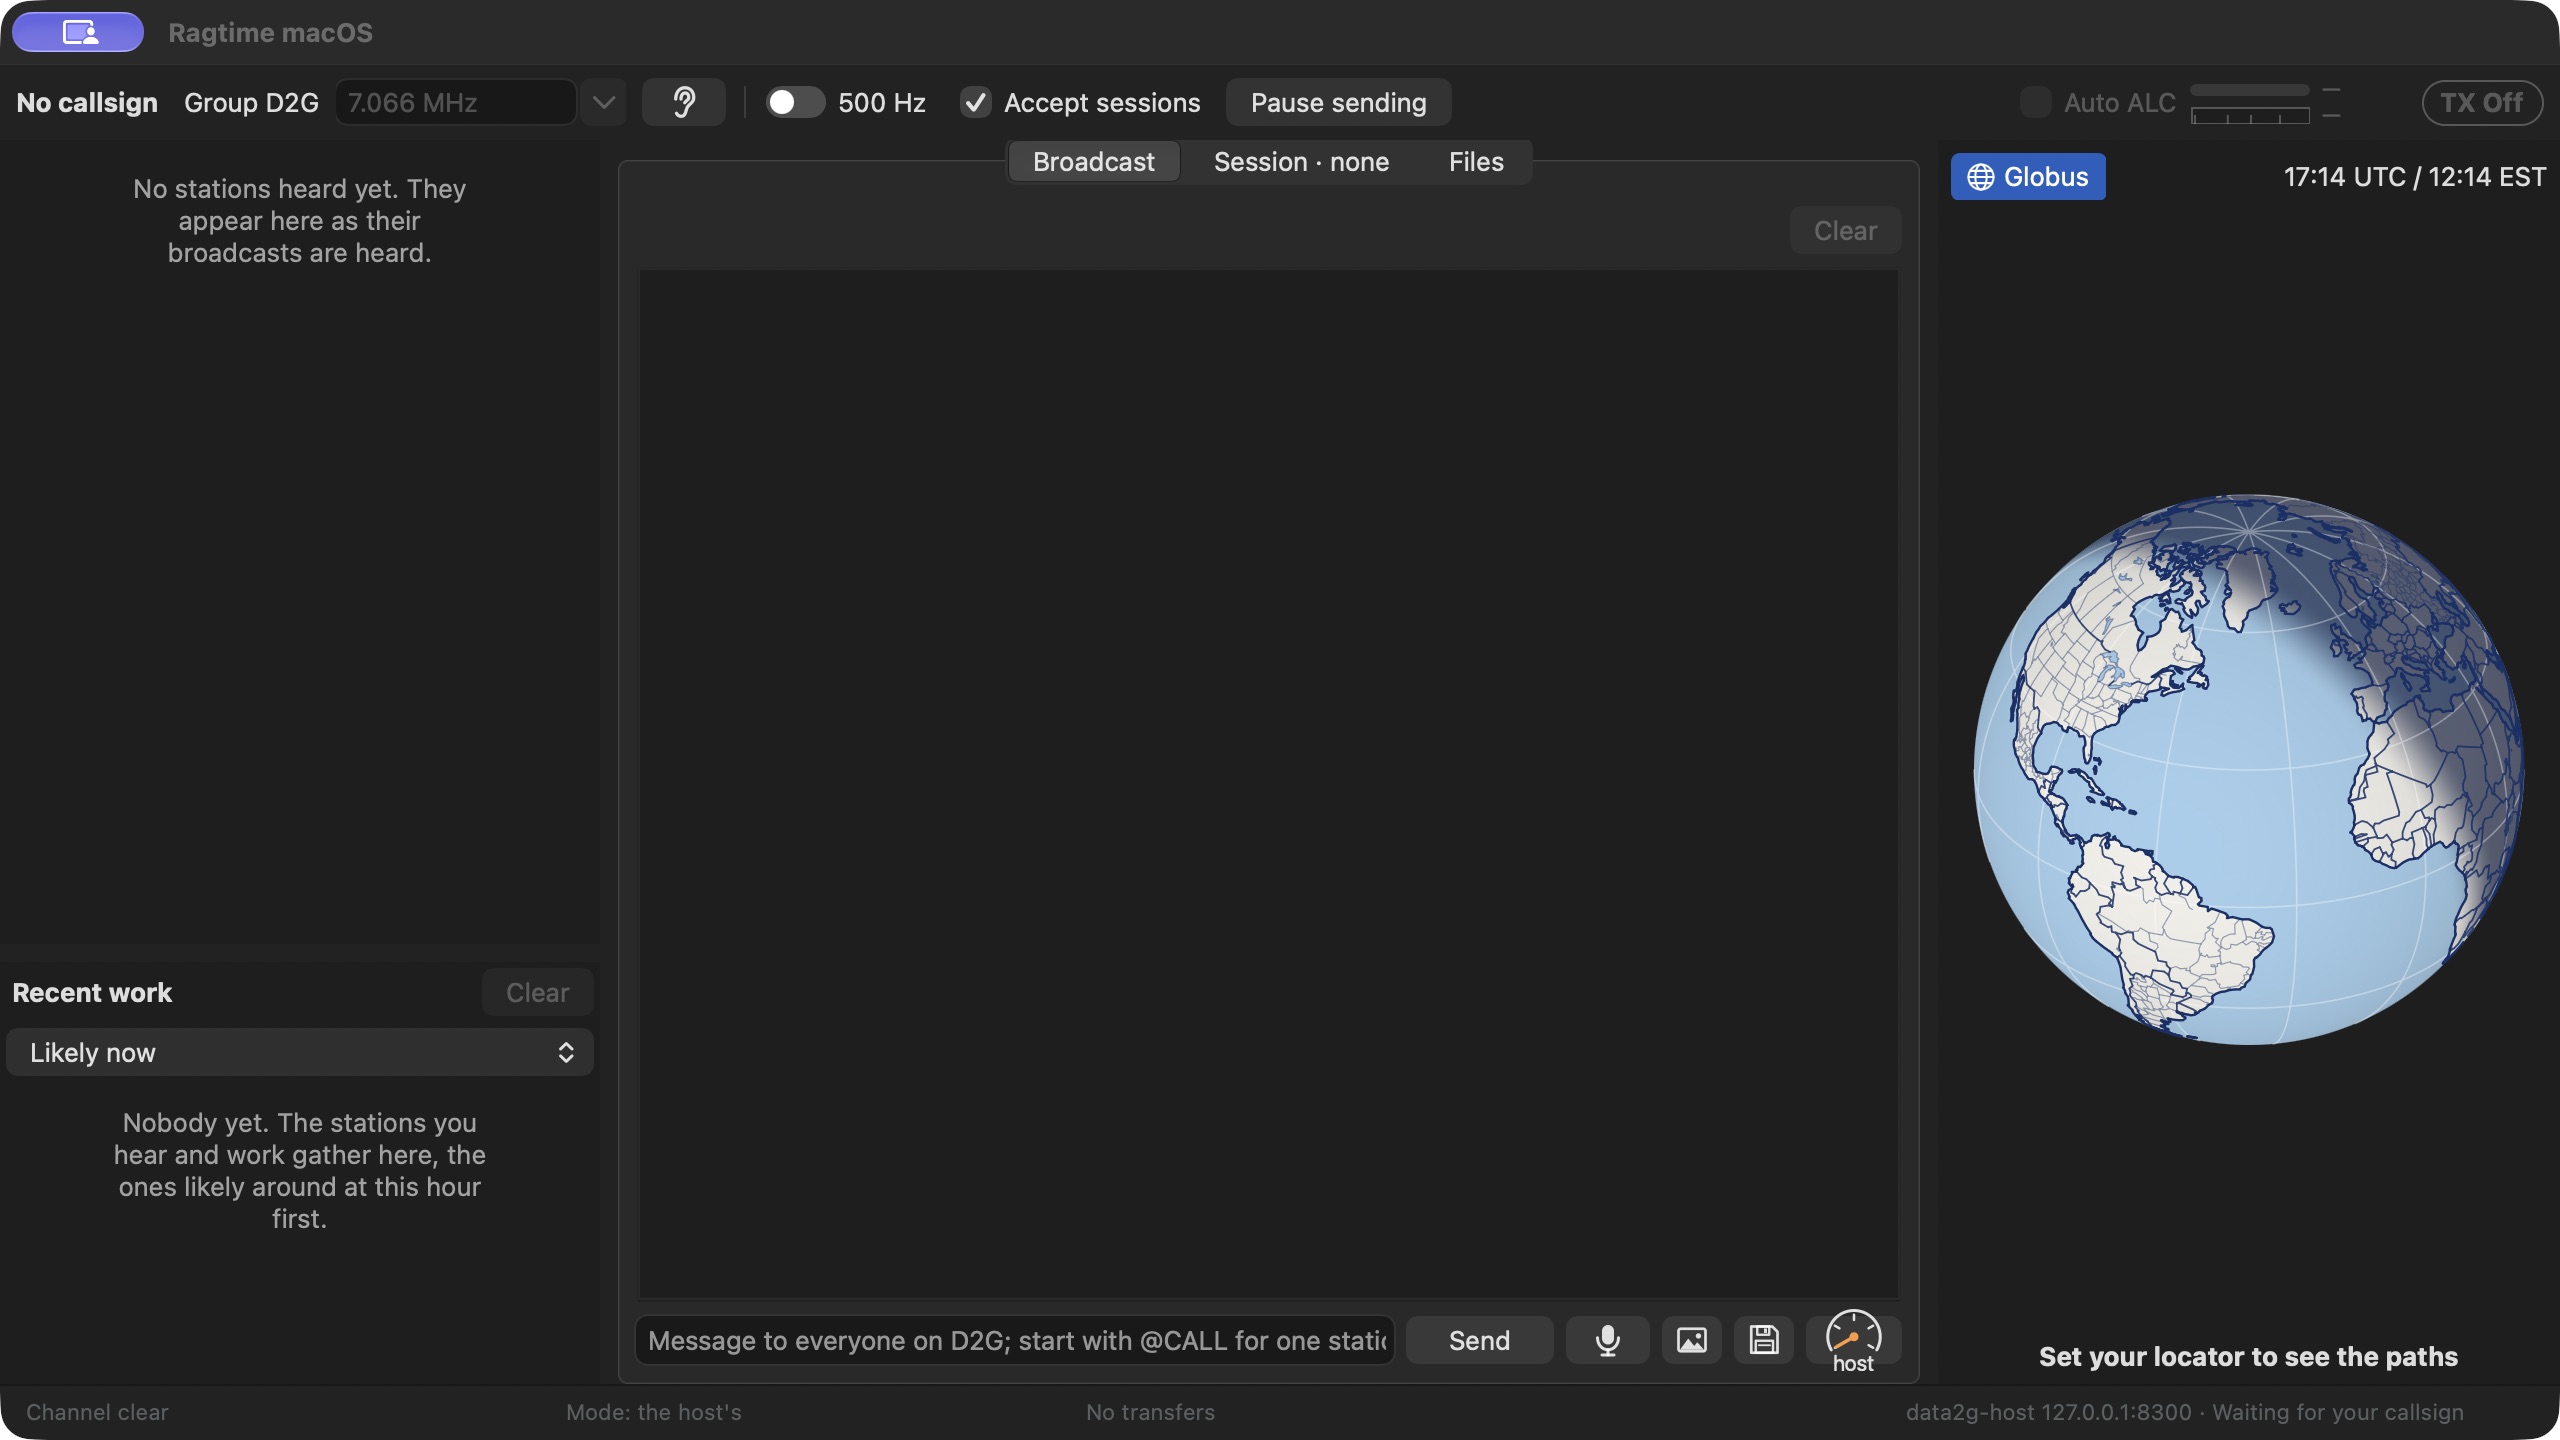 Ragtime macOS
No callsign Group D2G 7.066 MHz 500 Hz Accept sessions Pause sending Auto ALC TX Off
No stations heard yet. They
appear here as their
broadcasts are heard.
Recent work Clear
Likely now
Nobody yet. The stations you
hear and work gather here, the
ones likely around at this hour
first.
Broadcast Session · none Files
Clear
Message to everyone on D2G; start with @CALL for one static Send host
Globus 17:14 UTC / 12:14 EST
Set your locator to see the paths
Channel clear Mode: the host's No transfers data2g-host 127.0.0.1:8300 · Waiting for your callsign